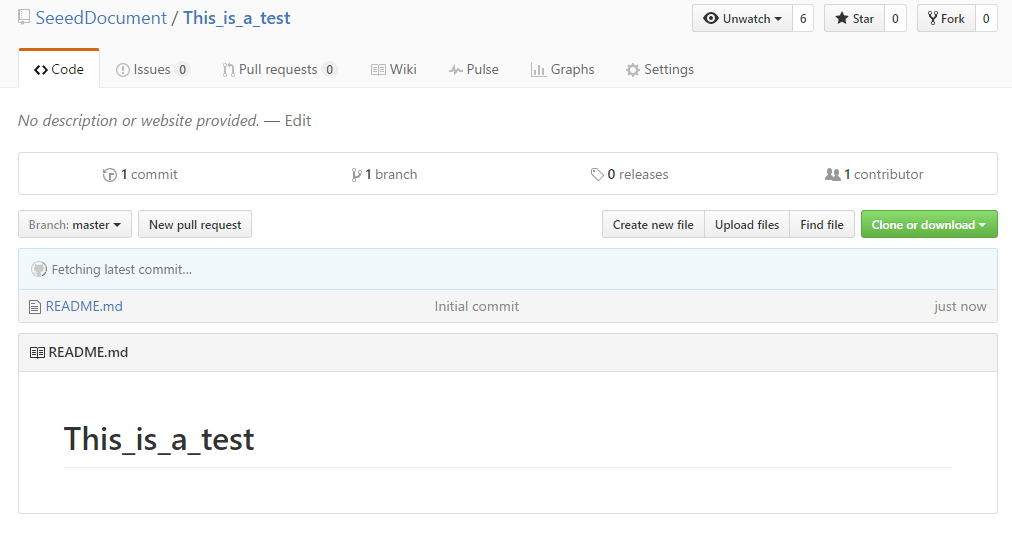 SeeedDocument / This_is_a_test Unwatch 6 Star 0 Fork 0
Code Issues 0 Pull requests 0 Wiki Pulse Graphs Settings
No description or website provided. — Edit
1 commit 1 branch 0 releases 1 contributor
Branch: master New pull request Create new file Upload files Find file Clone or download
Fetching latest commit...
README.md Initial commit just now
README.md
This_is_a_test